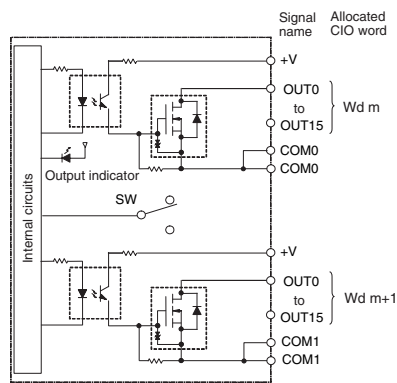 Signal name
Allocated CIO word
+V
OUT0
to
OUT15
Wd m
COM0
COM0
Output indicator
SW
Internal circuits
+V
OUT0
to
OUT15
Wd m+1
COM1
COM1